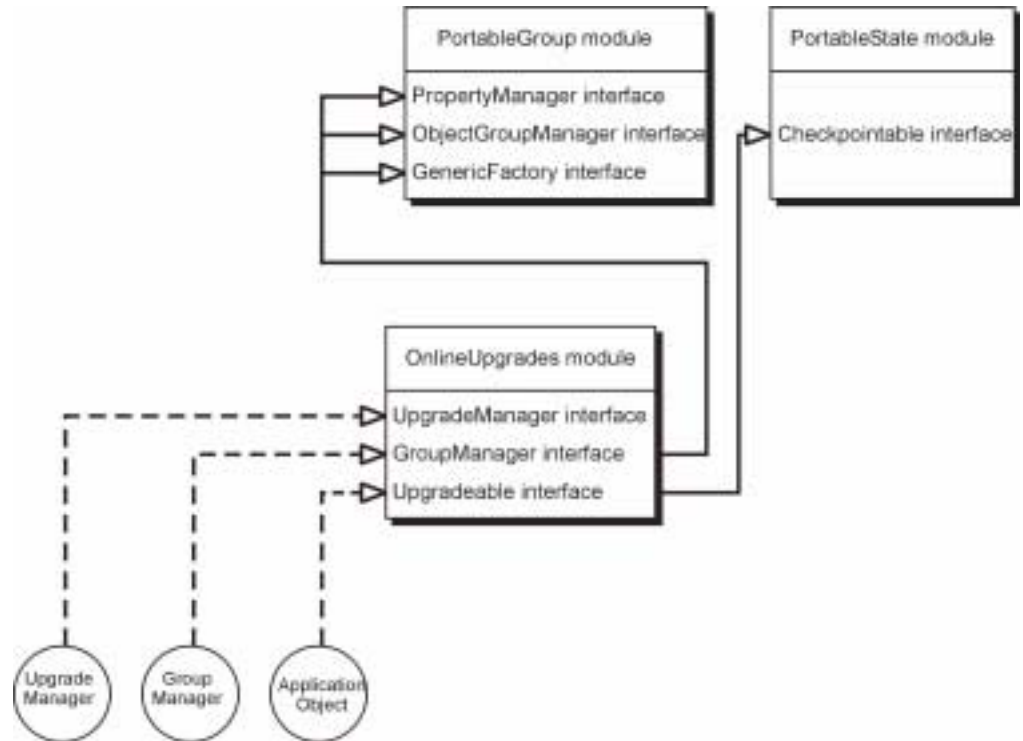 PortableGroup module
PropertyManager interface
ObjectGroupManager interface
GenericFactory interface
PortableState module
Checkpointable interface
OnlineUpgrades module
UpgradeManager interface
GroupManager interface
Upgradeable interface
Upgrade
Manager
Group
Manager
Application
Object